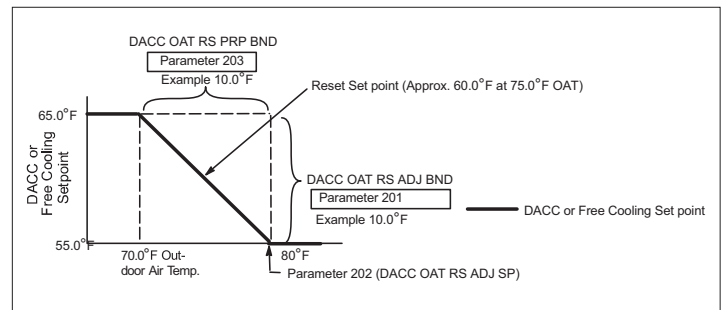 DACC OAT RS PRP BND
Parameter 203
Example 10.0°F
Reset Set point (Approx. 60.0°F at 75.0°F OAT)
65.0°F
DACC or
Free Cooling
Setpoint
DACC OAT RS ADJ BND
Parameter 201
Example 10.0°F
DACC or Free Cooling Set point
55.0°F
70.0°F Out-
door Air Temp.
80°F
Parameter 202 (DACC OAT RS ADJ SP)